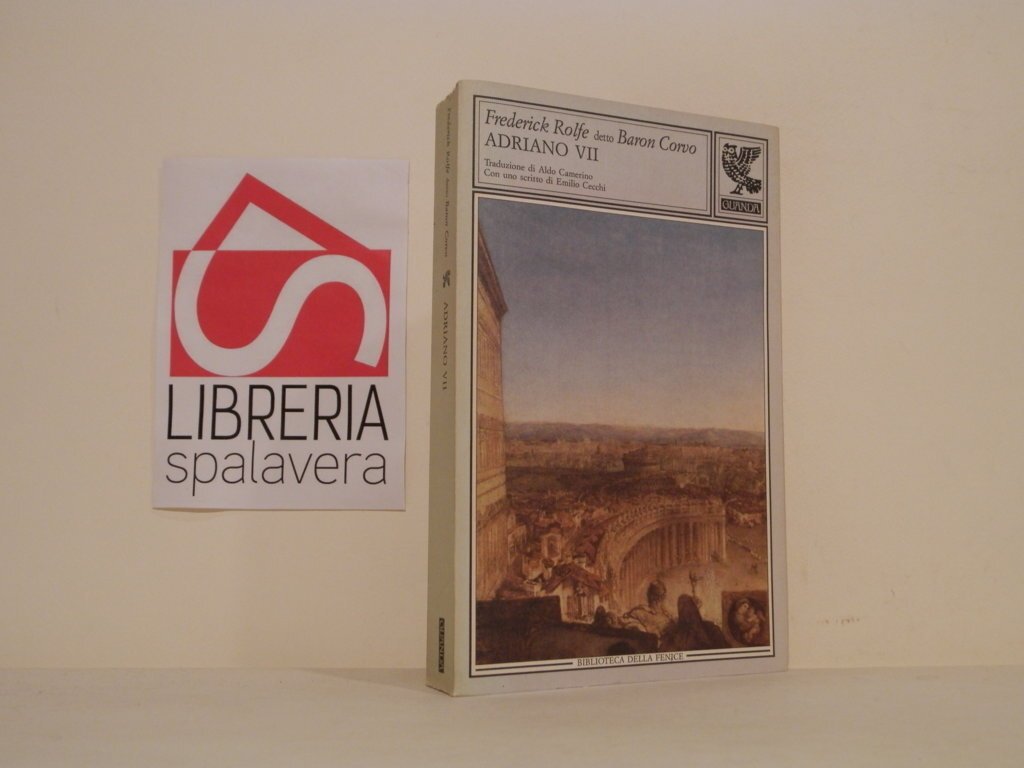 LIBRERIA
spalavera
Frederick Rolfe detto Baron Corvo
ADRIANO VII
Traduzione di Aldo Camerino
Con uno scritto di Emilio Cecchi
GUANDA
BIBLIOTECA DELLA FENICE
Frederick Rolfe detto Baron Corvo ADRIANO VII
GUANDA